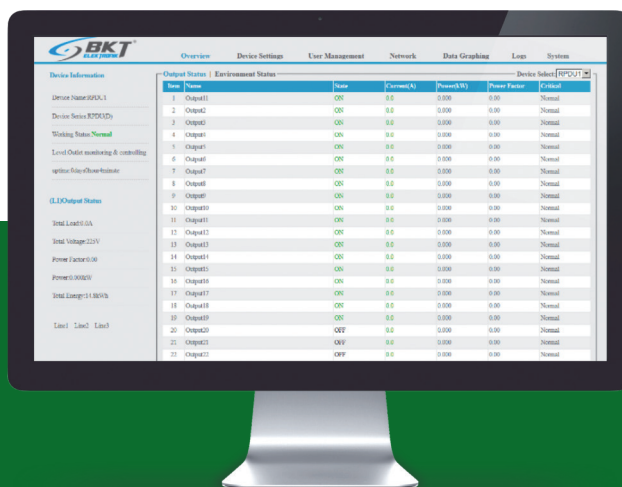 BKT
ELEKTRONIK
Overview Device Settings User Management Network Data Graphing Logs System
Device Information
Output Status | Environment Status
Device Select: RPDU1
Item Name State Current(A) Power(kW) Power Factor Critical
Device Name:RPDU1
Device Series:RPDU(D)
Working Status:Normal
Level:Outlet monitoring & controlling
(L1)Output Status
Total Load:0.0A
Total Voltage:225V
Power Factor:0.00
Power:0.000kW
Total Energy:14.8kWh
Line1 Line2 Line3
1 Output11 ON 0.0 0.000 0.00 Normal
2 Output2 ON 0.0 0.000 0.00 Normal
3 Output3 ON 0.0 0.000 0.00 Normal
4 Output4 ON 0.0 0.000 0.00 Normal
5 Output5 ON 0.0 0.000 0.00 Normal
6 Output6 ON 0.0 0.000 0.00 Normal
7 Output7 ON 0.0 0.000 0.00 Normal
8 Output8 ON 0.0 0.000 0.00 Normal
9 Output9 ON 0.0 0.000 0.00 Normal
10 Output10 ON 0.0 0.000 0.00 Normal
11 Output11 ON 0.0 0.000 0.00 Normal
12 Output12 ON 0.0 0.000 0.00 Normal
13 Output13 ON 0.0 0.000 0.00 Normal
14 Output14 ON 0.0 0.000 0.00 Normal
15 Output15 ON 0.0 0.000 0.00 Normal
16 Output16 ON 0.0 0.000 0.00 Normal
17 Output17 ON 0.0 0.000 0.00 Normal
18 Output18 ON 0.0 0.000 0.00 Normal
19 Output19 ON 0.0 0.000 0.00 Normal
20 Output20 OFF 0.0 0.000 0.00 Normal
21 Output21 OFF 0.0 0.000 0.00 Normal
22 Output22 OFF 0.0 0.000 0.00 Normal